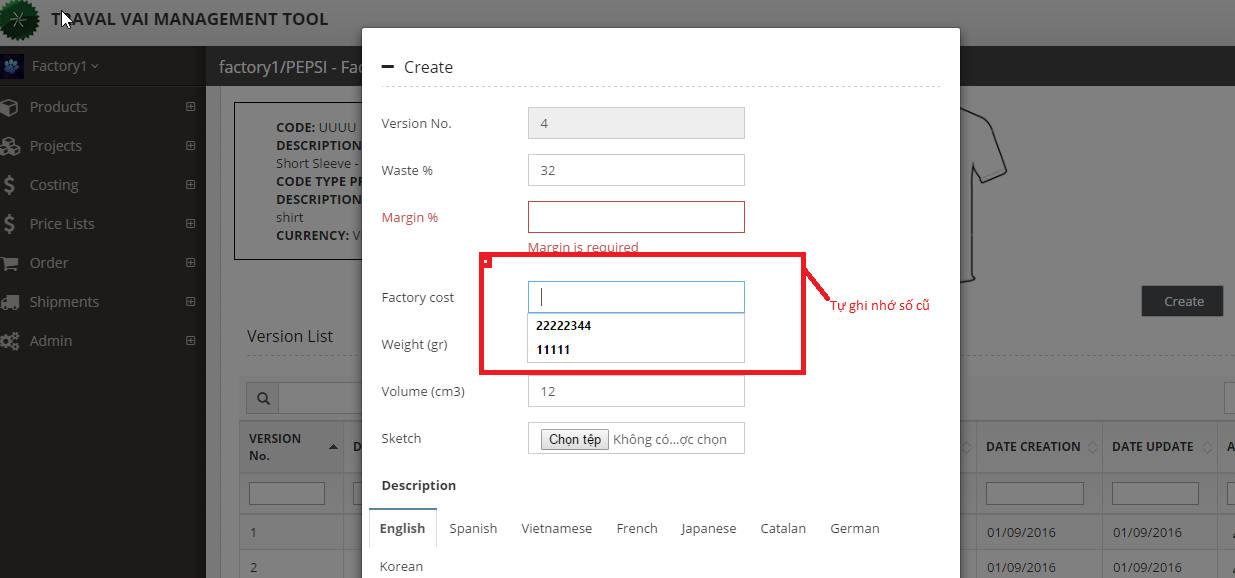 TRAVAL VAI MANAGEMENT TOOL
Factory1
factory1/PEPSI - Fac
Products
Projects
Costing
Price Lists
Order
Shipments
Admin
CODE: UUUU
DESCRIPTION
Short Sleeve -
CODE TYPE PR
DESCRIPTION
shirt
CURRENCY: V
Create
Version No. 4
Waste % 32
Margin %
Margin is required
Factory cost
22222344
11111
Weight (gr)
Volume (cm3) 12
Sketch Chọn tệp Không có...ợc chọn
Description
English Spanish Vietnamese French Japanese Catalan German
Korean
Tự ghi nhớ số cũ
Create
Version List
VERSION No. D DATE CREATION DATE UPDATE A
1 01/09/2016 01/09/2016
2 01/09/2016 01/09/2016